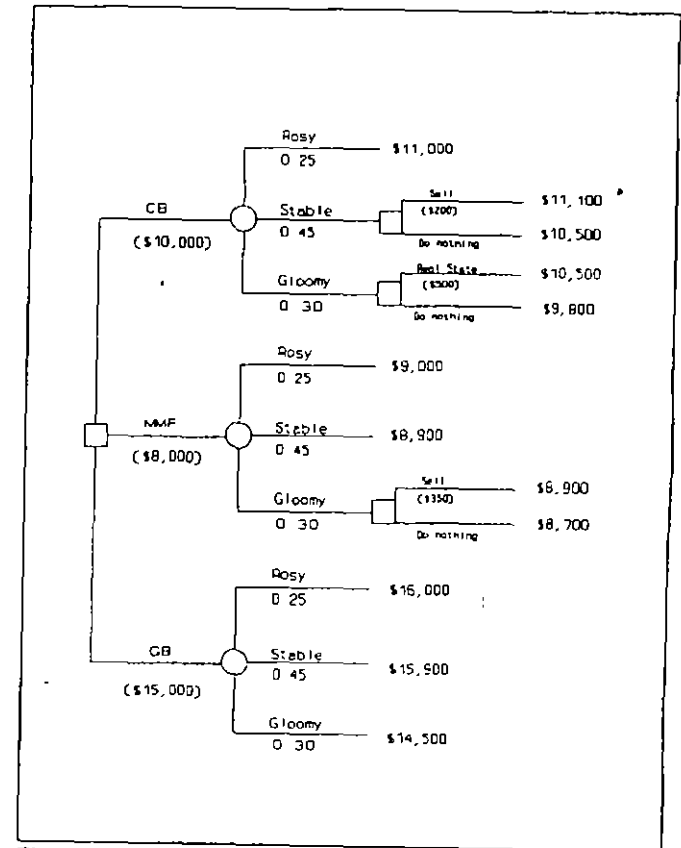 Rosy
0 25
$11,000
CB
($10,000)
Stable
0 45
Sell
($200)
$11,100
Do nothing
$10,500
Gloomy
0 30
Real State
($500)
$10,500
Do nothing
$9,800
Rosy
0 25
$9,000
MMF
($8,000)
Stable
0 45
$8,900
Gloomy
0 30
Sell
($350)
$8,900
Do nothing
$8,700
Rosy
0 25
$16,000
GB
($15,000)
Stable
0 45
$15,900
Gloomy
0 30
$14,500